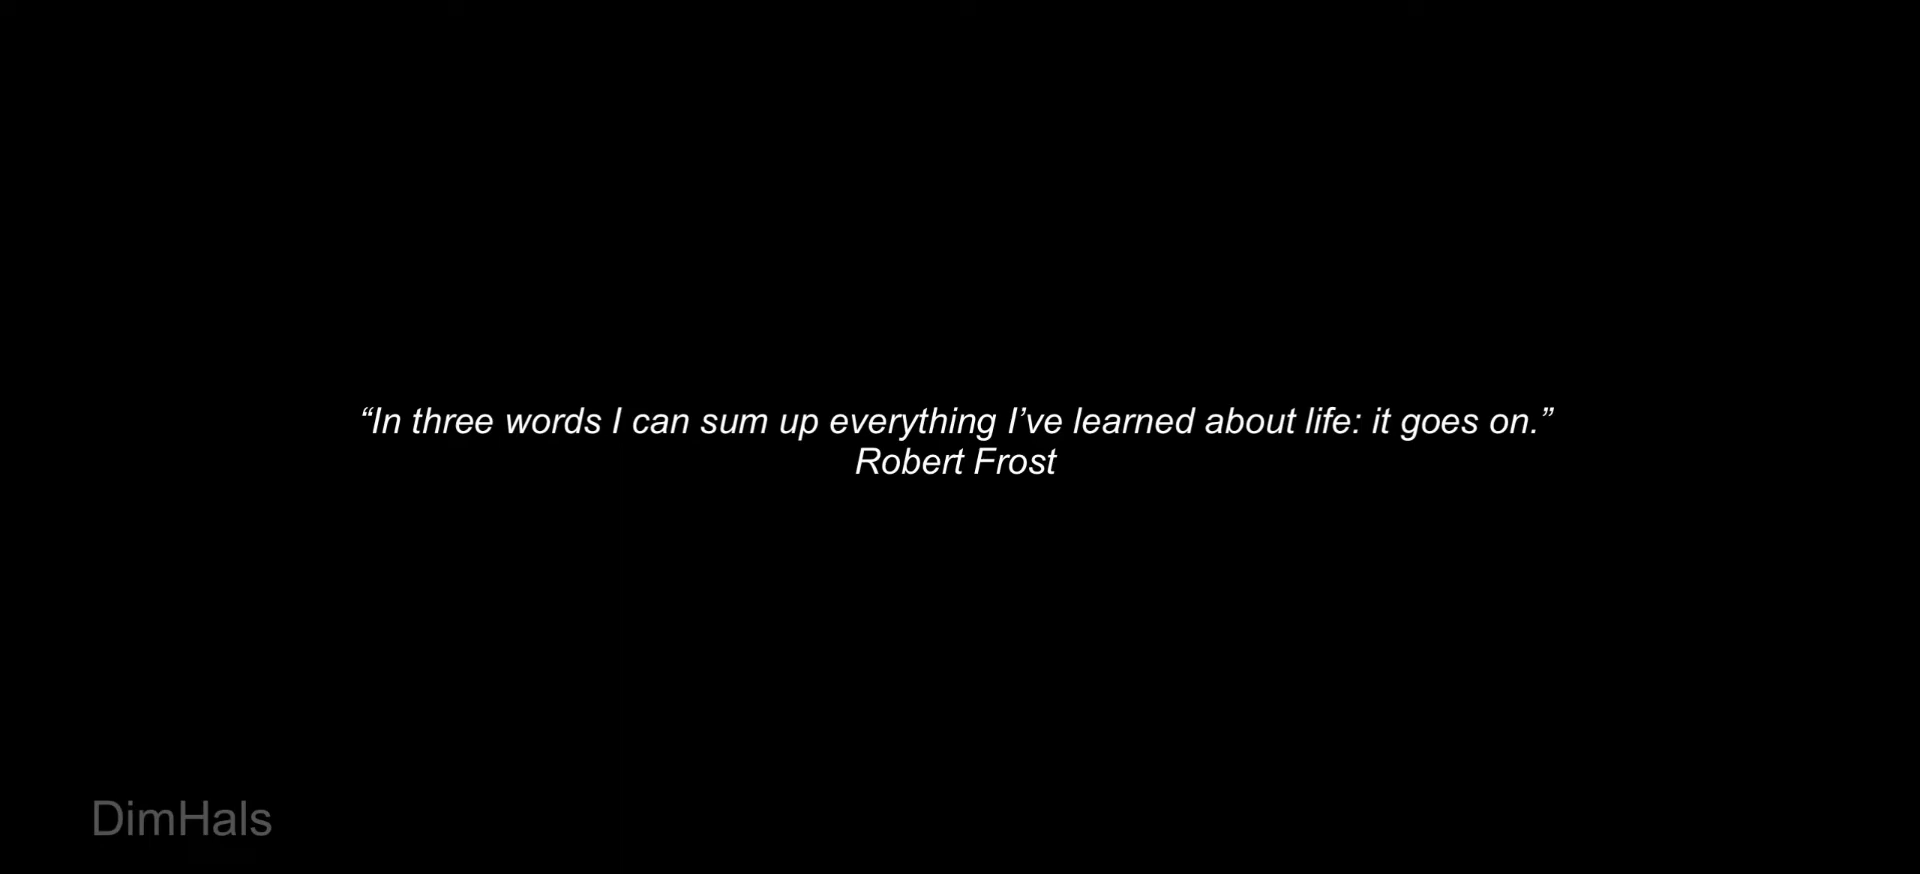 “In three words I can sum up everything I’ve learned about life: it goes on.”
Robert Frost
DimHals